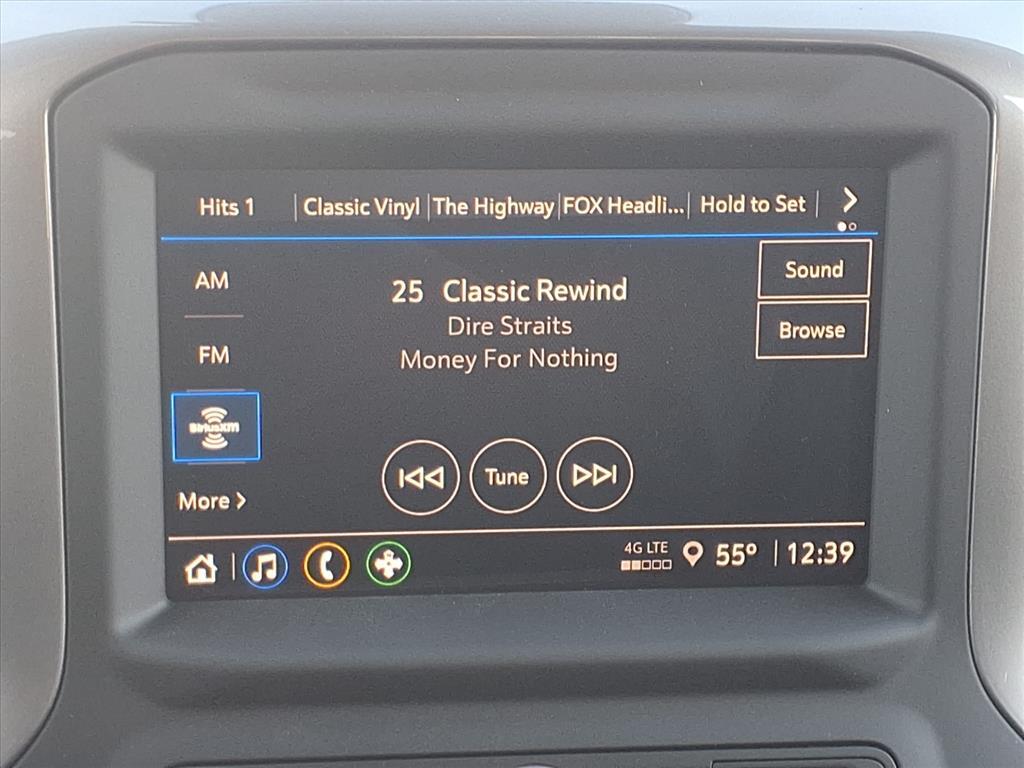 Hits 1 Classic Vinyl The Highway FOX Headli... Hold to Set
AM
FM
SiriusXM
More
25 Classic Rewind
Dire Straits
Money For Nothing
Tune
Sound
Browse
4G LTE
55° 12:39